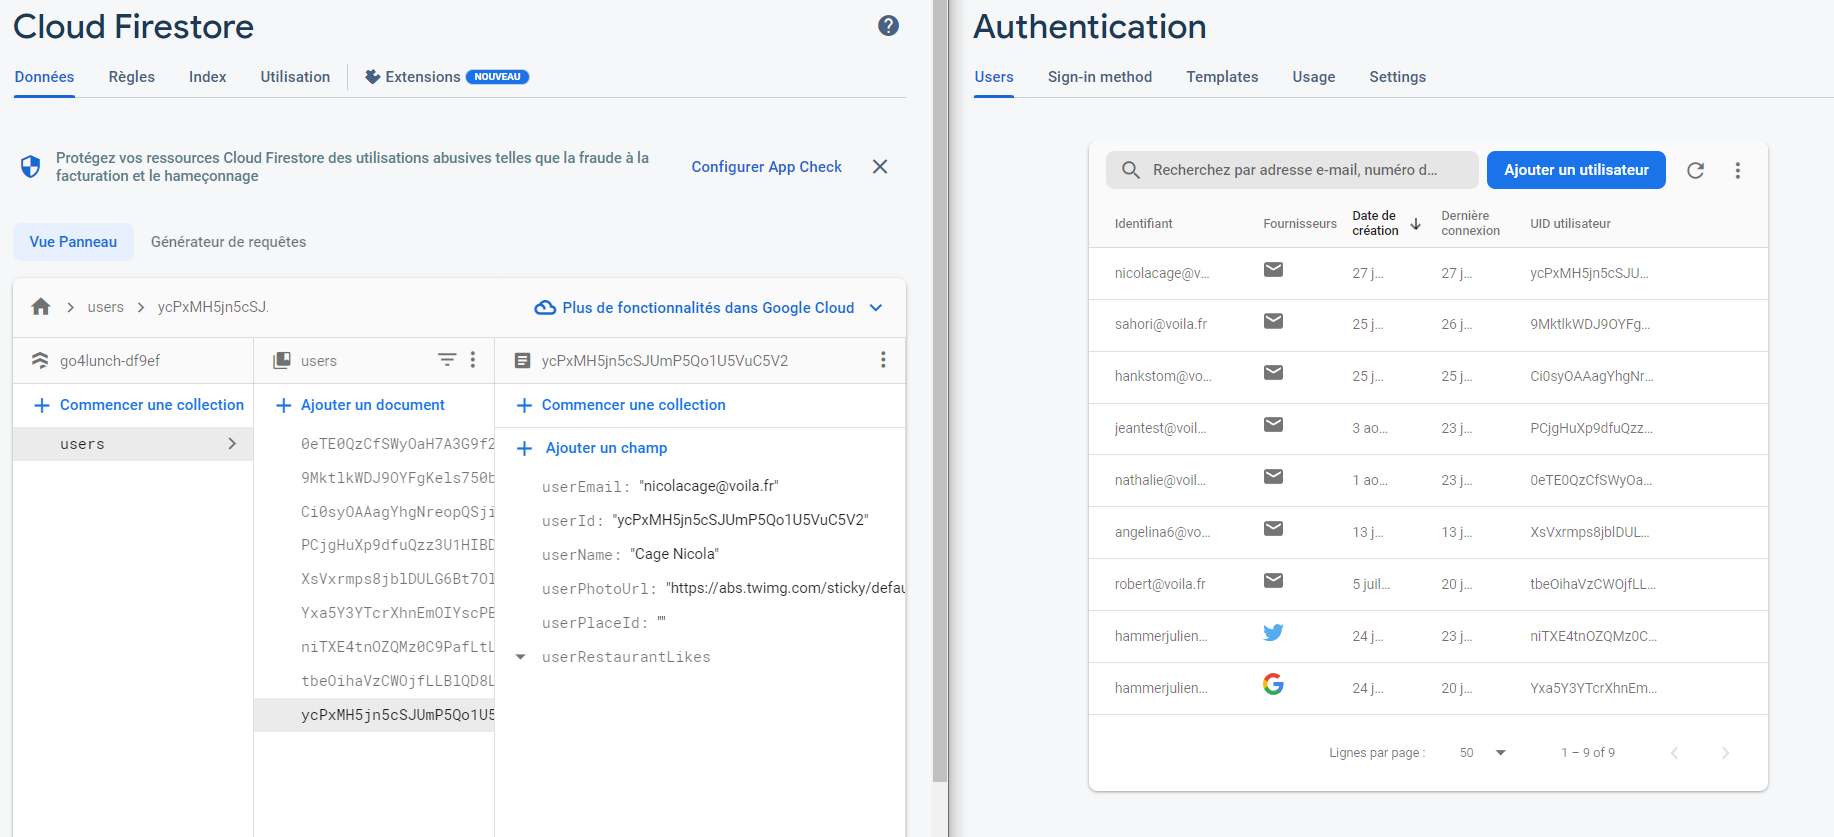 Cloud Firestore
Données Règles Index Utilisation Extensions NOUVEAU
Protégez vos ressources Cloud Firestore des utilisations abusives telles que la fraude à la
facturation et le hameçonnage
Configurer App Check
Vue Panneau Générateur de requêtes
users ycPxMH5jn5cSJ.
Plus de fonctionnalités dans Google Cloud
go4lunch-df9ef
Commencer une collection
users
users
Ajouter un document
0eTE0QzCfSWyOaH7A3G9f2
9MktlkWDJ9OYFgKels750b
Ci0syOAAagYhgNreopQSji
PCjgHuXp9dfuQzz3U1HIBD
XsVxrmps8jblDULG6Bt7Ol
Yxa5Y3YTcrXhnEmOIYscPE
niTXE4tnOZQMz0C9PafLtL
tbeOihaVzCWOjfLLBlQD8L
ycPxMH5jn5cSJUmP5Qo1U5
ycPxMH5jn5cSJUmP5Qo1U5VuC5V2
Commencer une collection
Ajouter un champ
userEmail: "nicolacage@voila.fr"
userId: "ycPxMH5jn5cSJUmP5Qo1U5VuC5V2"
userName: "Cage Nicola"
userPhotoUrl: "https://abs.twimg.com/sticky/defau
userPlaceId: ""
userRestaurantLikes
Authentication
Users Sign-in method Templates Usage Settings
Recherchez par adresse e-mail, numéro d...
Ajouter un utilisateur
Identifiant Fournisseurs Date de création Dernière connexion UID utilisateur
nicolacage@v... 27 j... 27 j... ycPxMH5jn5cSJU...
sahori@voila.fr 25 j... 26 j... 9MktlkWDJ9OYFg...
hankstom@vo... 25 j... 25 j... Ci0syOAAagYhgNr...
jeantest@voil... 3 ao... 23 j... PCjgHuXp9dfuQzz...
nathalie@voil... 1 ao... 23 j... 0eTE0QzCfSWyOa...
angelina6@vo... 13 j... 13 j... XsVxrmps8jblDUL...
robert@voila.fr 5 juil... 20 j... tbeOihaVzCWOjfLL...
hammerjulien... 24 j... 23 j... niTXE4tnOZQMz0C...
hammerjulien... 24 j... 20 j... Yxa5Y3YTcrXhnEm...
Lignes par page : 50 1 – 9 of 9